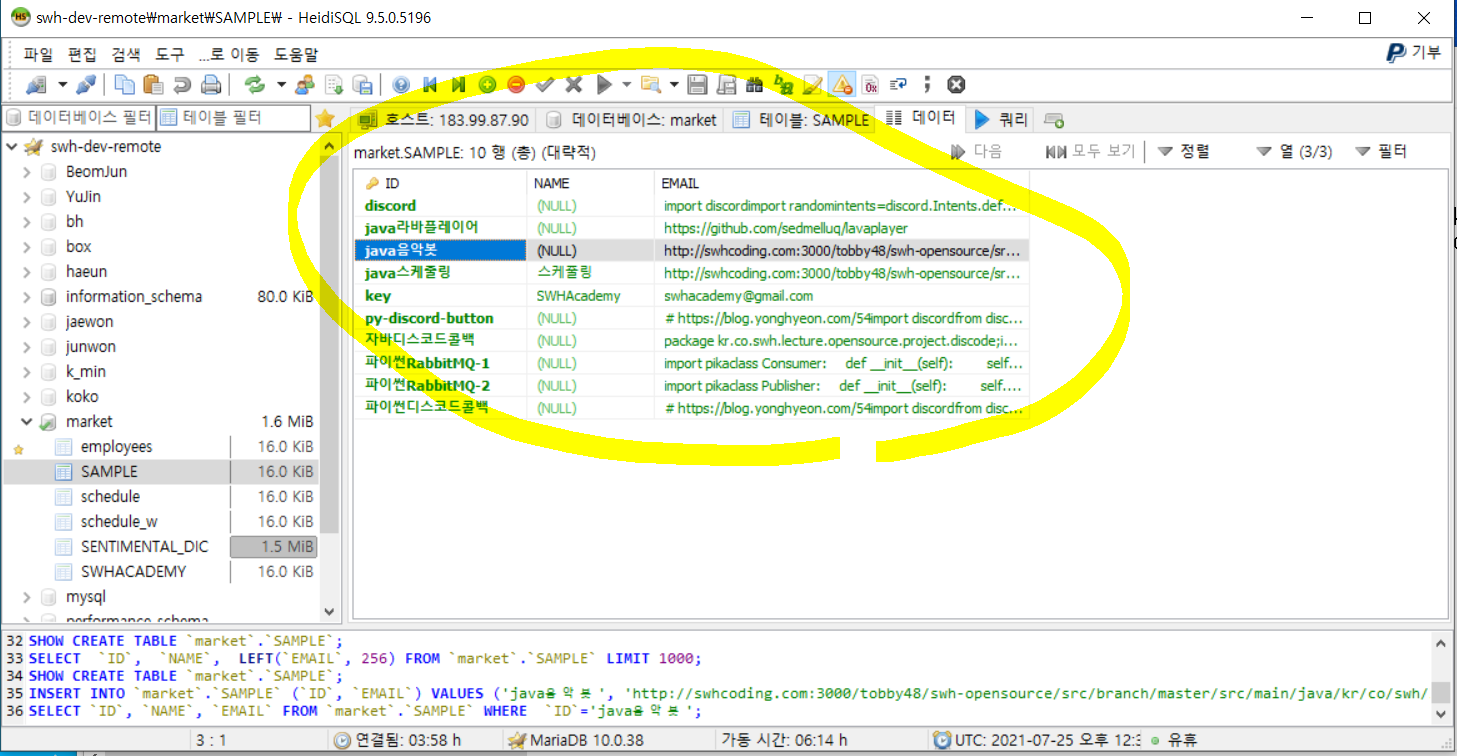 swh-dev-remote\market\SAMPLE\ - HeidiSQL 9.5.0.5196
파일 편집 검색 도구 ...로 이동 도움말 기부
데이터베이스 필터 테이블 필터 호스트: 183.99.87.90 데이터베이스: market 테이블: SAMPLE 데이터 쿼리
swh-dev-remote
BeomJun
YuJin
bh
box
haeun
information_schema 80.0 KiB
jaewon
junwon
k_min
koko
market 1.6 MiB
employees 16.0 KiB
SAMPLE 16.0 KiB
schedule 16.0 KiB
schedule_w 16.0 KiB
SENTIMENTAL_DIC 1.5 MiB
SWHACADEMY 16.0 KiB
mysql
performance_schema
market.SAMPLE: 10 행 (총) (대략적) 다음 모두 보기 정렬 열 (3/3) 필터
ID NAME EMAIL
discord (NULL) import discordimport randomintents=discord.Intents.def...
java라바플레이어 (NULL) https://github.com/sedmelluq/lavaplayer
java음악봇 (NULL) http://swhcoding.com:3000/tobby48/swh-opensource/sr...
java스케줄링 스케쭐링 http://swhcoding.com:3000/tobby48/swh-opensource/sr...
key SWHAcademy swhacademy@gmail.com
py-discord-button (NULL) # https://blog.yonghyeon.com/54import discordfrom disc...
자바디스코드콜백 (NULL) package kr.co.swh.lecture.opensource.project.discode;i...
파이썬RabbitMQ-1 (NULL) import pikaclass Consumer: def __init__(self): self...
파이썬RabbitMQ-2 (NULL) import pikaclass Publisher: def __init__(self): self....
파이썬디스코드콜백 (NULL) # https://blog.yonghyeon.com/54import discordfrom disc...
32 SHOW CREATE TABLE `market`.`SAMPLE`;
33 SELECT `ID`, `NAME`, LEFT(`EMAIL`, 256) FROM `market`.`SAMPLE` LIMIT 1000;
34 SHOW CREATE TABLE `market`.`SAMPLE`;
35 INSERT INTO `market`.`SAMPLE` (`ID`, `EMAIL`) VALUES ('java음악봇', 'http://swhcoding.com:3000/tobby48/swh-opensource/src/branch/master/src/main/java/kr/co/swh/
36 SELECT `ID`, `NAME`, `EMAIL` FROM `market`.`SAMPLE` WHERE `ID`='java음악봇';
3 : 1 연결됨: 03:58 h MariaDB 10.0.38 가동 시간: 06:14 h UTC: 2021-07-25 오후 12:3 유휴